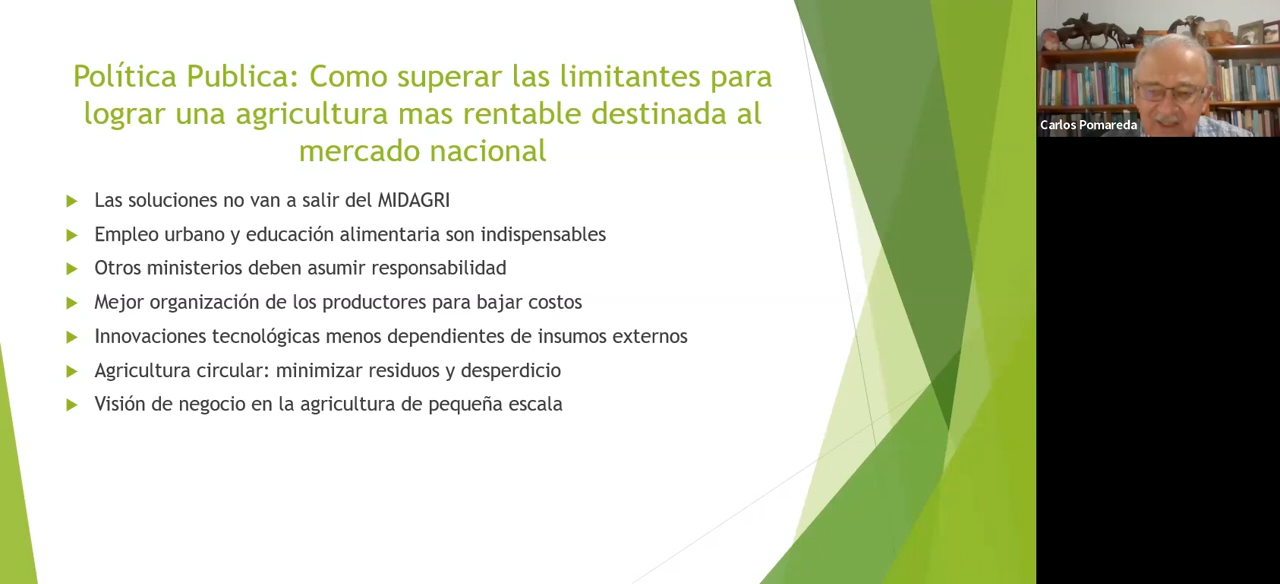 Política Publica: Como superar las limitantes para
lograr una agricultura mas rentable destinada al
mercado nacional
Las soluciones no van a salir del MIDAGRI
Empleo urbano y educación alimentaria son indispensables
Otros ministerios deben asumir responsabilidad
Mejor organización de los productores para bajar costos
Innovaciones tecnológicas menos dependientes de insumos externos
Agricultura circular: minimizar residuos y desperdicio
Visión de negocio en la agricultura de pequeña escala
Carlos Pomareda